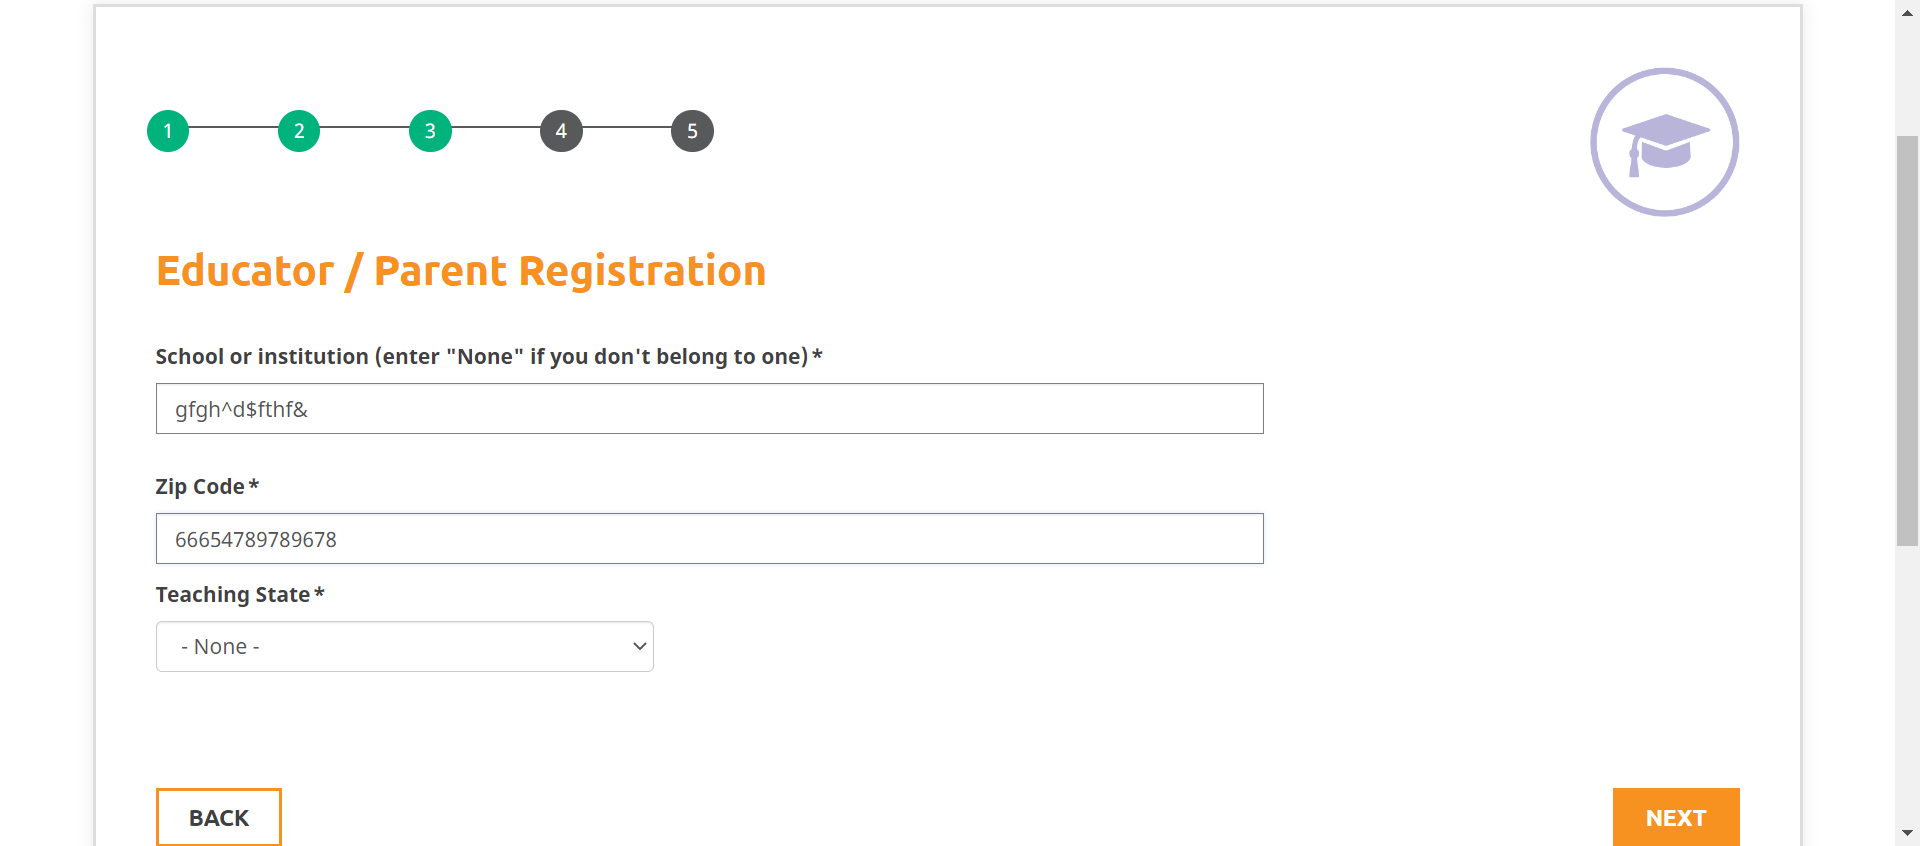 1 2 3 4 5
Educator / Parent Registration
School or institution (enter "None" if you don't belong to one) *
gfgh^d$fthf&
Zip Code *
66654789789678
Teaching State *
- None -
BACK NEXT